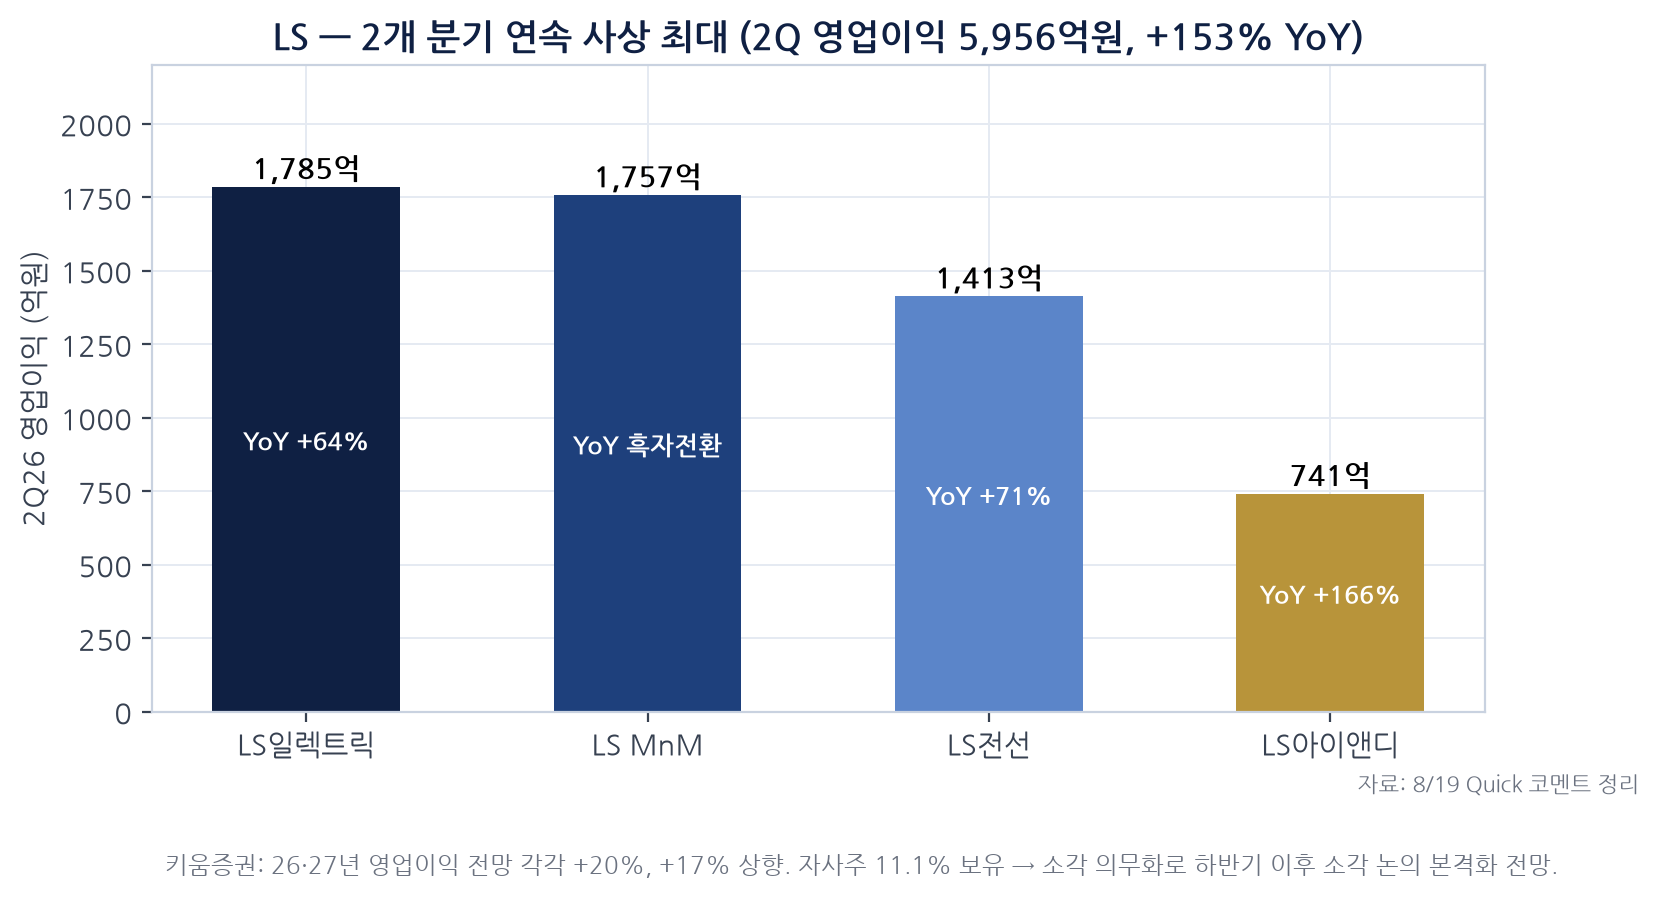 LS — 2개 분기 연속 사상 최대 (2Q 영업이익 5,956억원, +153% YoY)
2Q26 영업이익 (억원)
2000
1750
1500
1250
1000
750
500
250
0
1,785억
YoY +64%
1,757억
YoY 흑자전환
1,413억
YoY +71%
741억
YoY +166%
LS일렉트릭
LS MnM
LS전선
LS아이앤디
자료: 8/19 Quick 코멘트 정리
키움증권: 26·27년 영업이익 전망 각각 +20%, +17% 상향. 자사주 11.1% 보유 → 소각 의무화로 하반기 이후 소각 논의 본격화 전망.